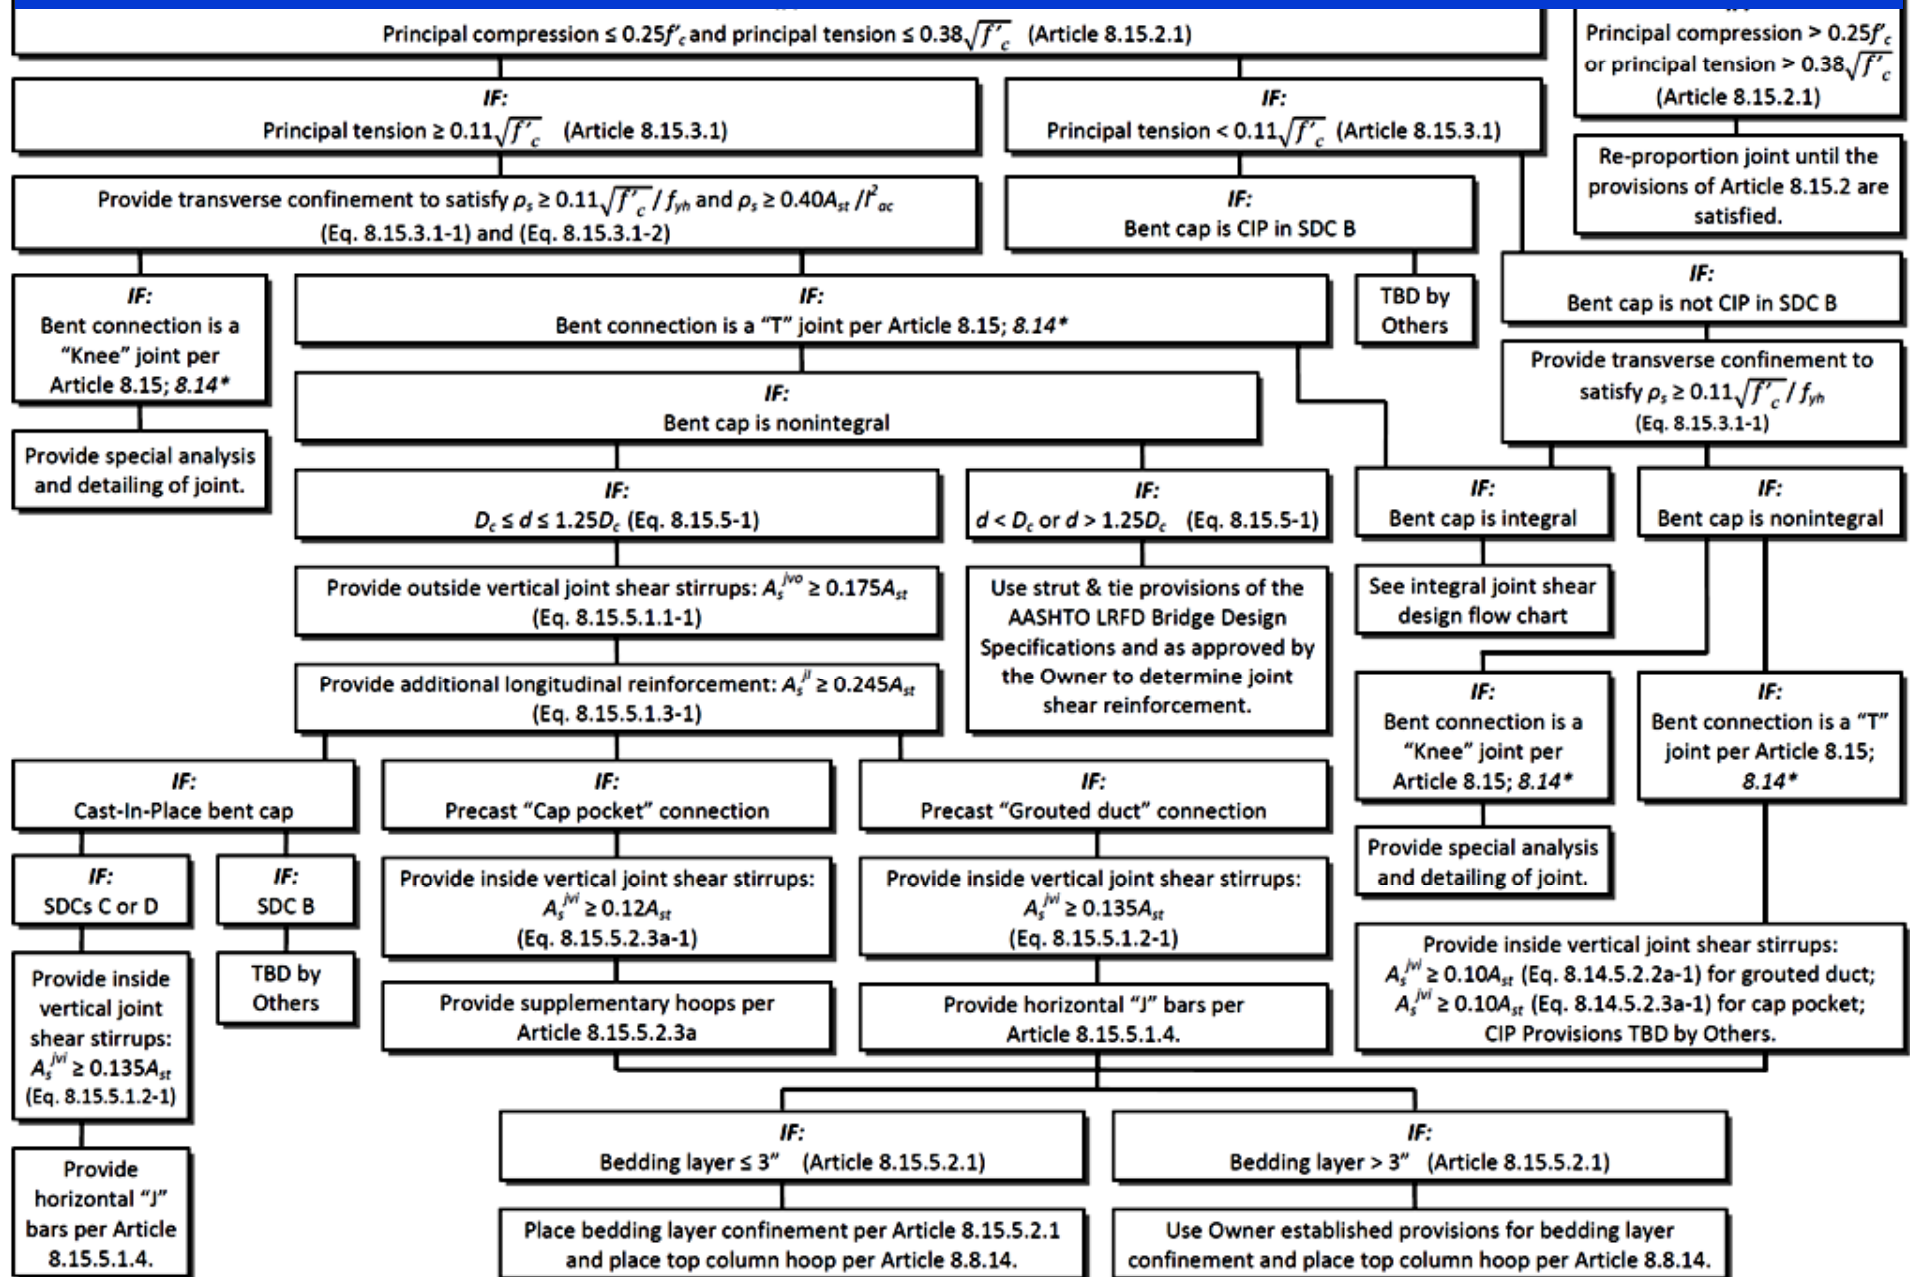 Principal compression ≤ 0.25f′c and principal tension ≤ 0.38√f′c (Article 8.15.2.1)
Principal compression > 0.25f′c
or principal tension > 0.38√f′c
(Article 8.15.2.1)
IF:
Principal tension ≥ 0.11√f′c (Article 8.15.3.1)
IF:
Principal tension < 0.11√f′c (Article 8.15.3.1)
Re-proportion joint until the
provisions of Article 8.15.2 are
satisfied.
Provide transverse confinement to satisfy ρs ≥ 0.11√f′c / fyh and ρs ≥ 0.40Ast /l²ac
(Eq. 8.15.3.1-1) and (Eq. 8.15.3.1-2)
IF:
Bent cap is CIP in SDC B
IF:
Bent connection is a
“Knee” joint per
Article 8.15; 8.14*
IF:
Bent connection is a “T” joint per Article 8.15; 8.14*
TBD by
Others
IF:
Bent cap is not CIP in SDC B
Provide transverse confinement to
satisfy ρs ≥ 0.11√f′c / fyh
(Eq. 8.15.3.1-1)
IF:
Bent cap is nonintegral
Provide special analysis
and detailing of joint.
IF:
Dc ≤ d ≤ 1.25Dc (Eq. 8.15.5-1)
IF:
d < Dc or d > 1.25Dc (Eq. 8.15.5-1)
IF:
Bent cap is integral
IF:
Bent cap is nonintegral
Provide outside vertical joint shear stirrups: As^jvo ≥ 0.175Ast
(Eq. 8.15.5.1.1-1)
Use strut & tie provisions of the
AASHTO LRFD Bridge Design
Specifications and as approved by
the Owner to determine joint
shear reinforcement.
See integral joint shear
design flow chart
Provide additional longitudinal reinforcement: As^jl ≥ 0.245Ast
(Eq. 8.15.5.1.3-1)
IF:
Bent connection is a
“Knee” joint per
Article 8.15; 8.14*
IF:
Bent connection is a “T”
joint per Article 8.15;
8.14*
IF:
Cast-In-Place bent cap
IF:
Precast “Cap pocket” connection
IF:
Precast “Grouted duct” connection
Provide special analysis
and detailing of joint.
IF:
SDCs C or D
IF:
SDC B
Provide inside vertical joint shear stirrups:
As^jvi ≥ 0.12Ast
(Eq. 8.15.5.2.3a-1)
Provide inside vertical joint shear stirrups:
As^jvi ≥ 0.135Ast
(Eq. 8.15.5.1.2-1)
Provide inside vertical joint shear stirrups:
As^jvi ≥ 0.10Ast (Eq. 8.14.5.2.2a-1) for grouted duct;
As^jvi ≥ 0.10Ast (Eq. 8.14.5.2.3a-1) for cap pocket;
CIP Provisions TBD by Others.
Provide inside
vertical joint
shear stirrups:
As^jvi ≥ 0.135Ast
(Eq. 8.15.5.1.2-1)
TBD by
Others
Provide supplementary hoops per
Article 8.15.5.2.3a
Provide horizontal “J” bars per
Article 8.15.5.1.4.
Provide
horizontal “J”
bars per Article
8.15.5.1.4.
IF:
Bedding layer ≤ 3” (Article 8.15.5.2.1)
IF:
Bedding layer > 3” (Article 8.15.5.2.1)
Place bedding layer confinement per Article 8.15.5.2.1
and place top column hoop per Article 8.8.14.
Use Owner established provisions for bedding layer
confinement and place top column hoop per Article 8.8.14.